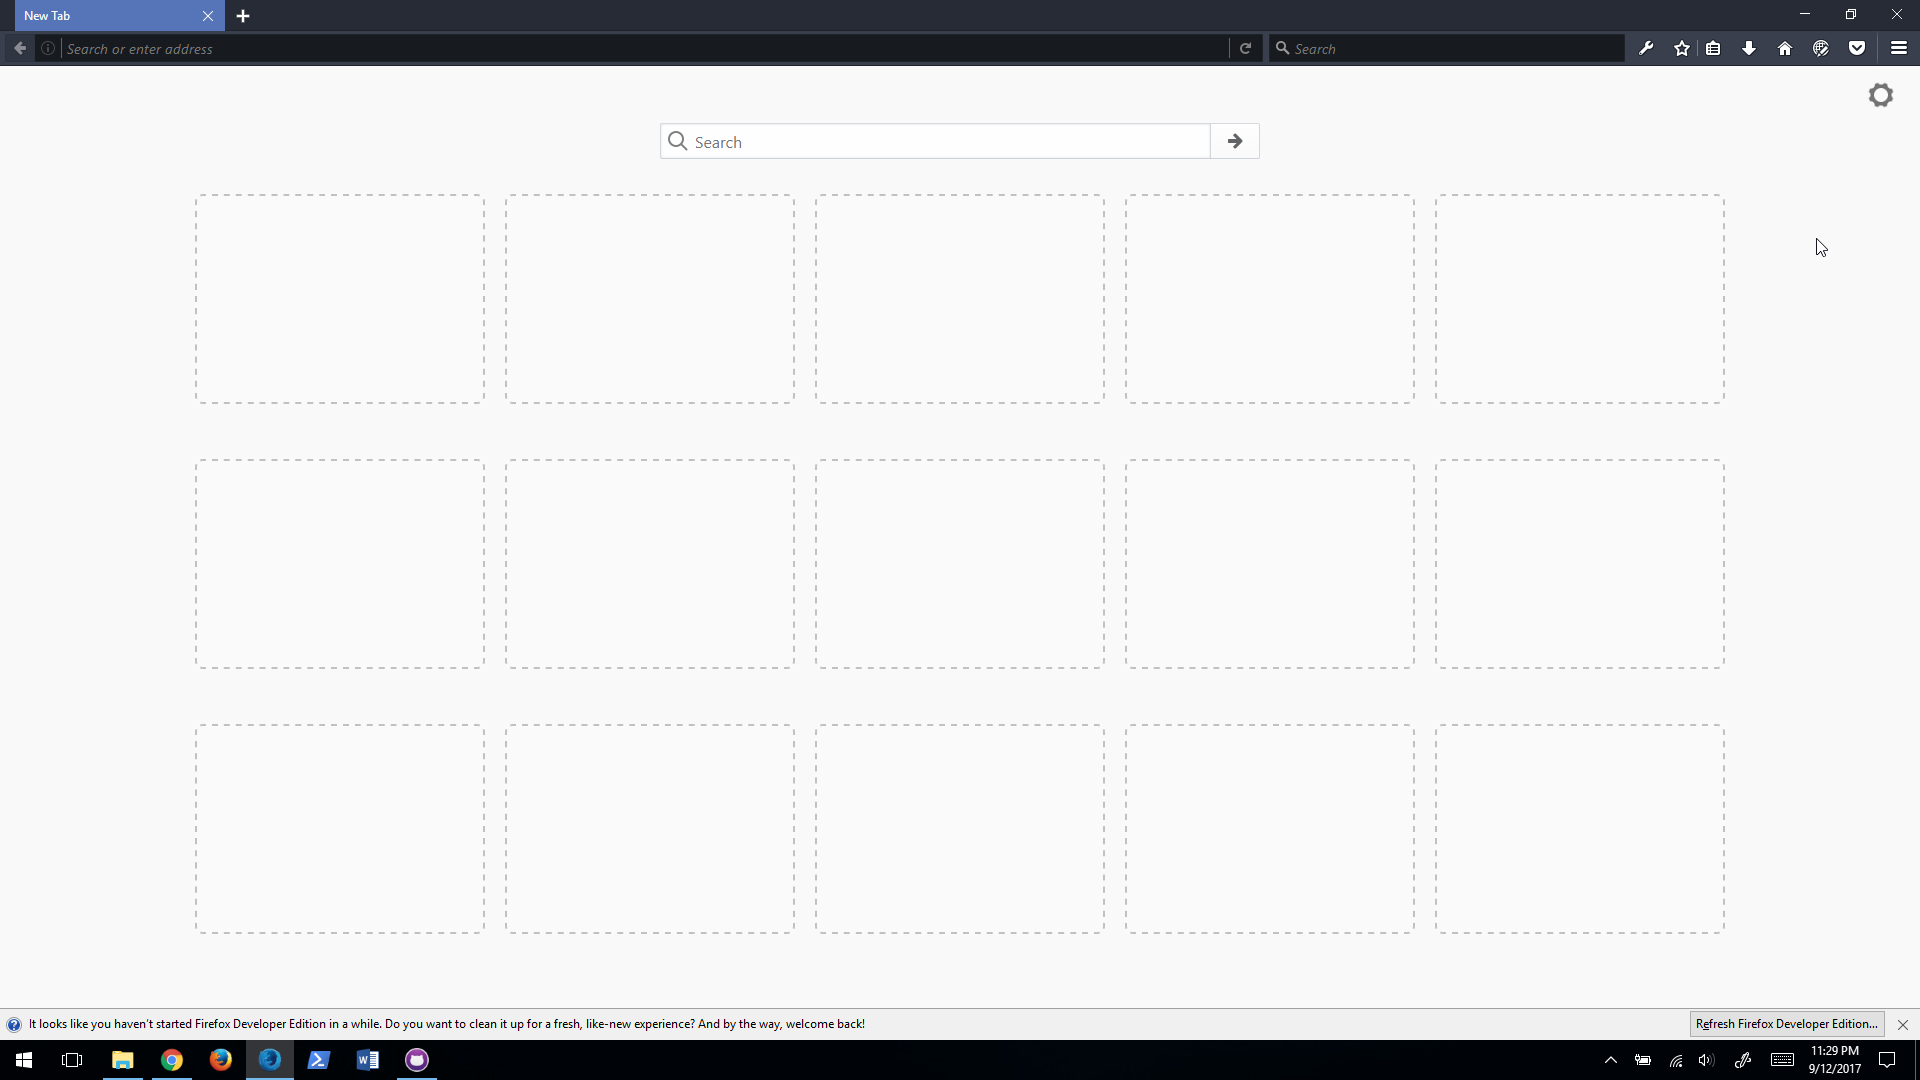 New Tab
Search or enter address
Search
Search
It looks like you haven't started Firefox Developer Edition in a while. Do you want to clean it up for a fresh, like-new experience? And by the way, welcome back!
Refresh Firefox Developer Edition...
11:29 PM
9/12/2017